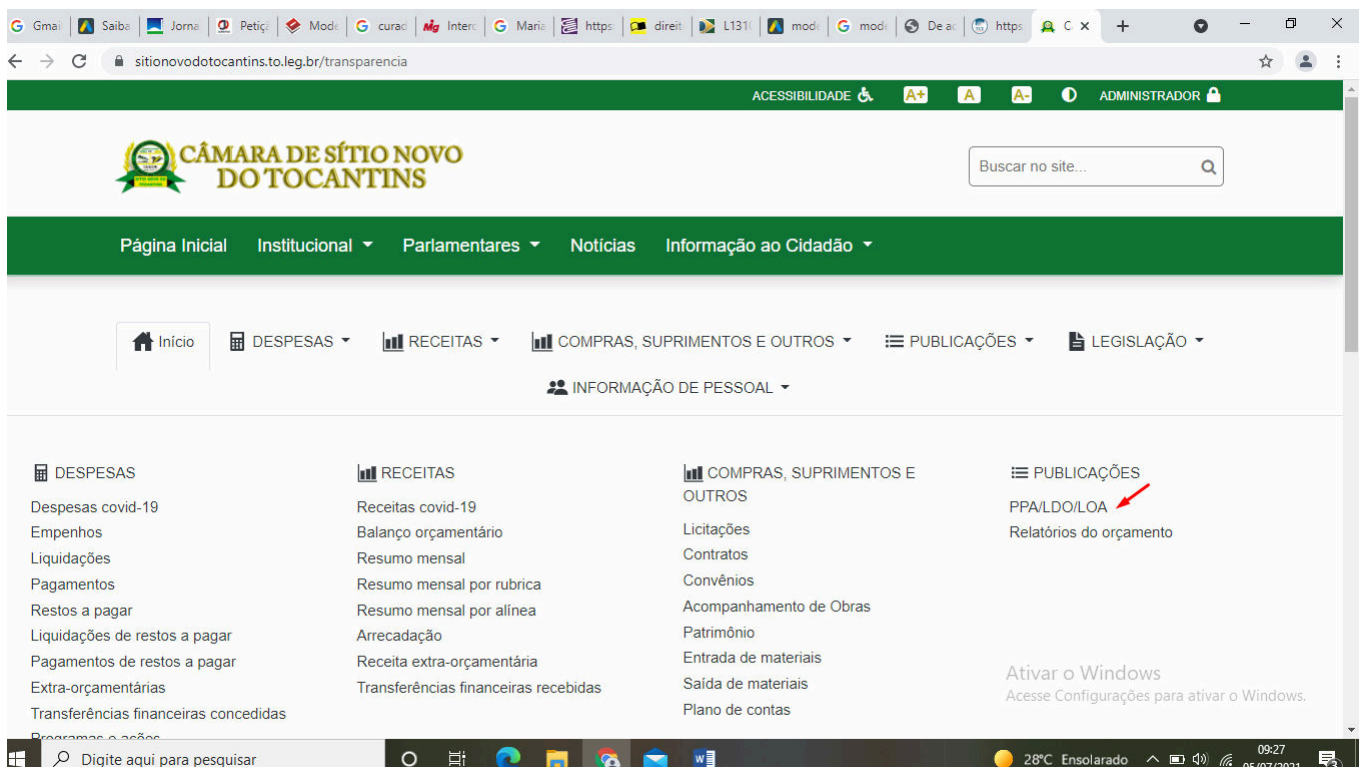 Gmai Saiba Jorna Petiçã Mode curad Interc Maria https direit L1310 mode mode De ac https C
sitionovodotocantins.to.leg.br/transparencia
ACESSIBILIDADE A+ A A- ADMINISTRADOR
CÂMARA DE SÍTIO NOVO
DO TOCANTINS
Buscar no site...
Página Inicial Institucional Parlamentares Notícias Informação ao Cidadão
Início DESPESAS RECEITAS COMPRAS, SUPRIMENTOS E OUTROS PUBLICAÇÕES LEGISLAÇÃO
INFORMAÇÃO DE PESSOAL
DESPESAS
Despesas covid-19
Empenhos
Liquidações
Pagamentos
Restos a pagar
Liquidações de restos a pagar
Pagamentos de restos a pagar
Extra-orçamentárias
Transferências financeiras concedidas
Programas e ações
RECEITAS
Receitas covid-19
Balanço orçamentário
Resumo mensal
Resumo mensal por rubrica
Resumo mensal por alínea
Arrecadação
Receita extra-orçamentária
Transferências financeiras recebidas
COMPRAS, SUPRIMENTOS E
OUTROS
Licitações
Contratos
Convênios
Acompanhamento de Obras
Patrimônio
Entrada de materiais
Saída de materiais
Plano de contas
PUBLICAÇÕES
PPA/LDO/LOA
Relatórios do orçamento
Ativar o Windows
Acesse Configurações para ativar o Windows.
Digite aqui para pesquisar
28°C Ensolarado
09:27
05/07/2021